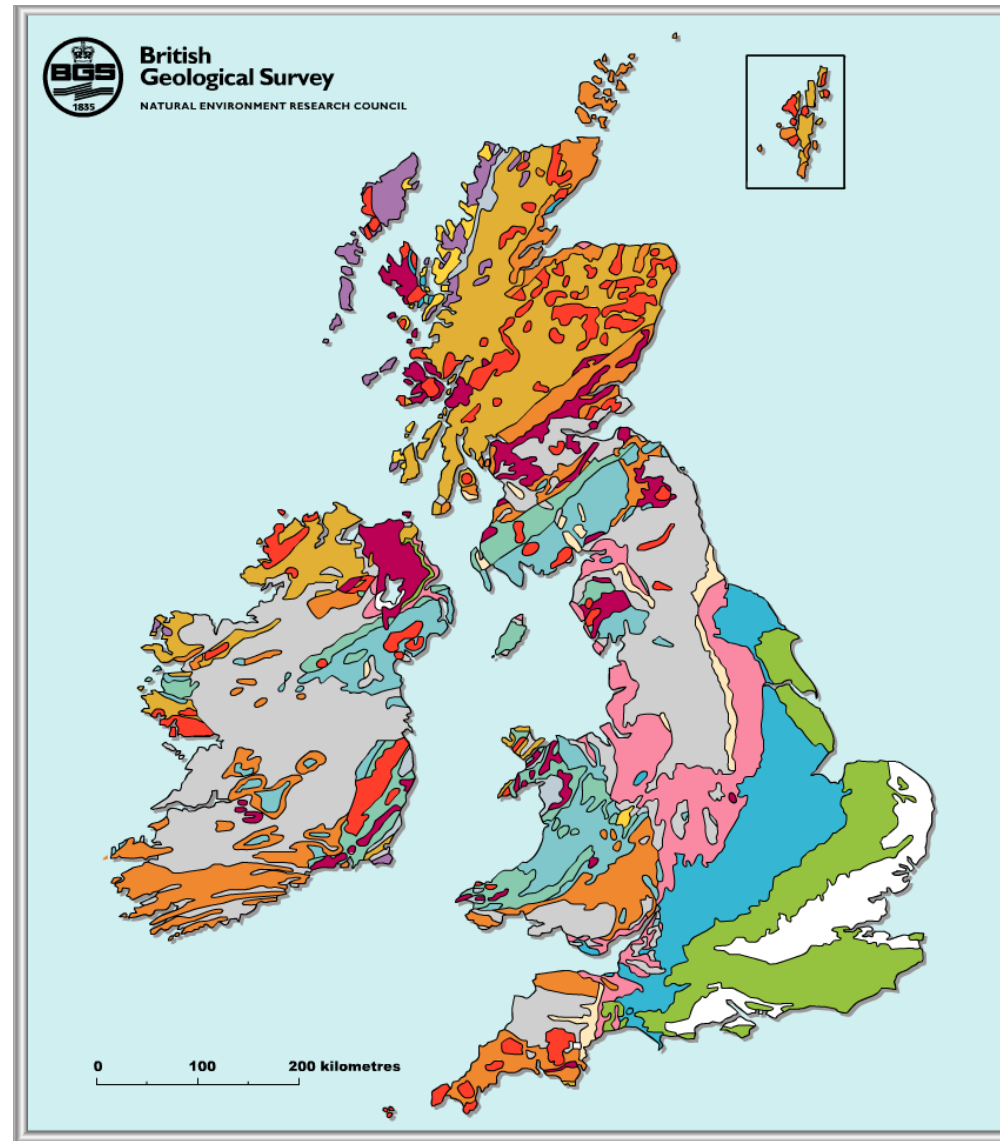 British
Geological Survey
NATURAL ENVIRONMENT RESEARCH COUNCIL
BGS
1835
0 100 200 kilometres